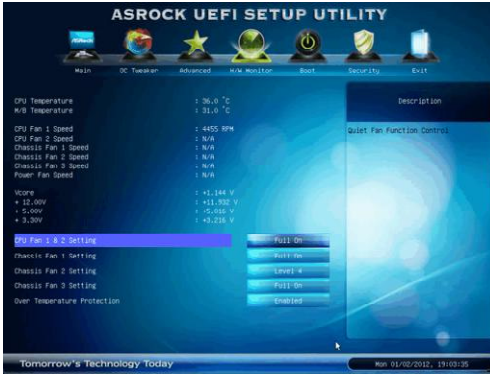 ASROCK UEFI SETUP UTILITY
ASRock
Main OC Tweaker Advanced H/W Monitor Boot Security Exit
CPU Temperature : 36.0 °C
M/B Temperature : 31.0 °C
CPU Fan 1 Speed : 4455 RPM
CPU Fan 2 Speed : N/A
Chassis Fan 1 Speed : N/A
Chassis Fan 2 Speed : N/A
Chassis Fan 3 Speed : N/A
Power Fan Speed : N/A
Vcore : +1.144 V
+ 12.00V : +11.932 V
+ 5.00V : +5.016 V
+ 3.30V : +3.216 V
CPU Fan 1 & 2 Setting Full On
Chassis Fan 1 Setting Full On
Chassis Fan 2 Setting Level 4
Chassis Fan 3 Setting Full On
Over Temperature Protection Enabled
Description
Quiet Fan Function Control
Tomorrow's Technology Today Mon 01/02/2012, 19:03:35